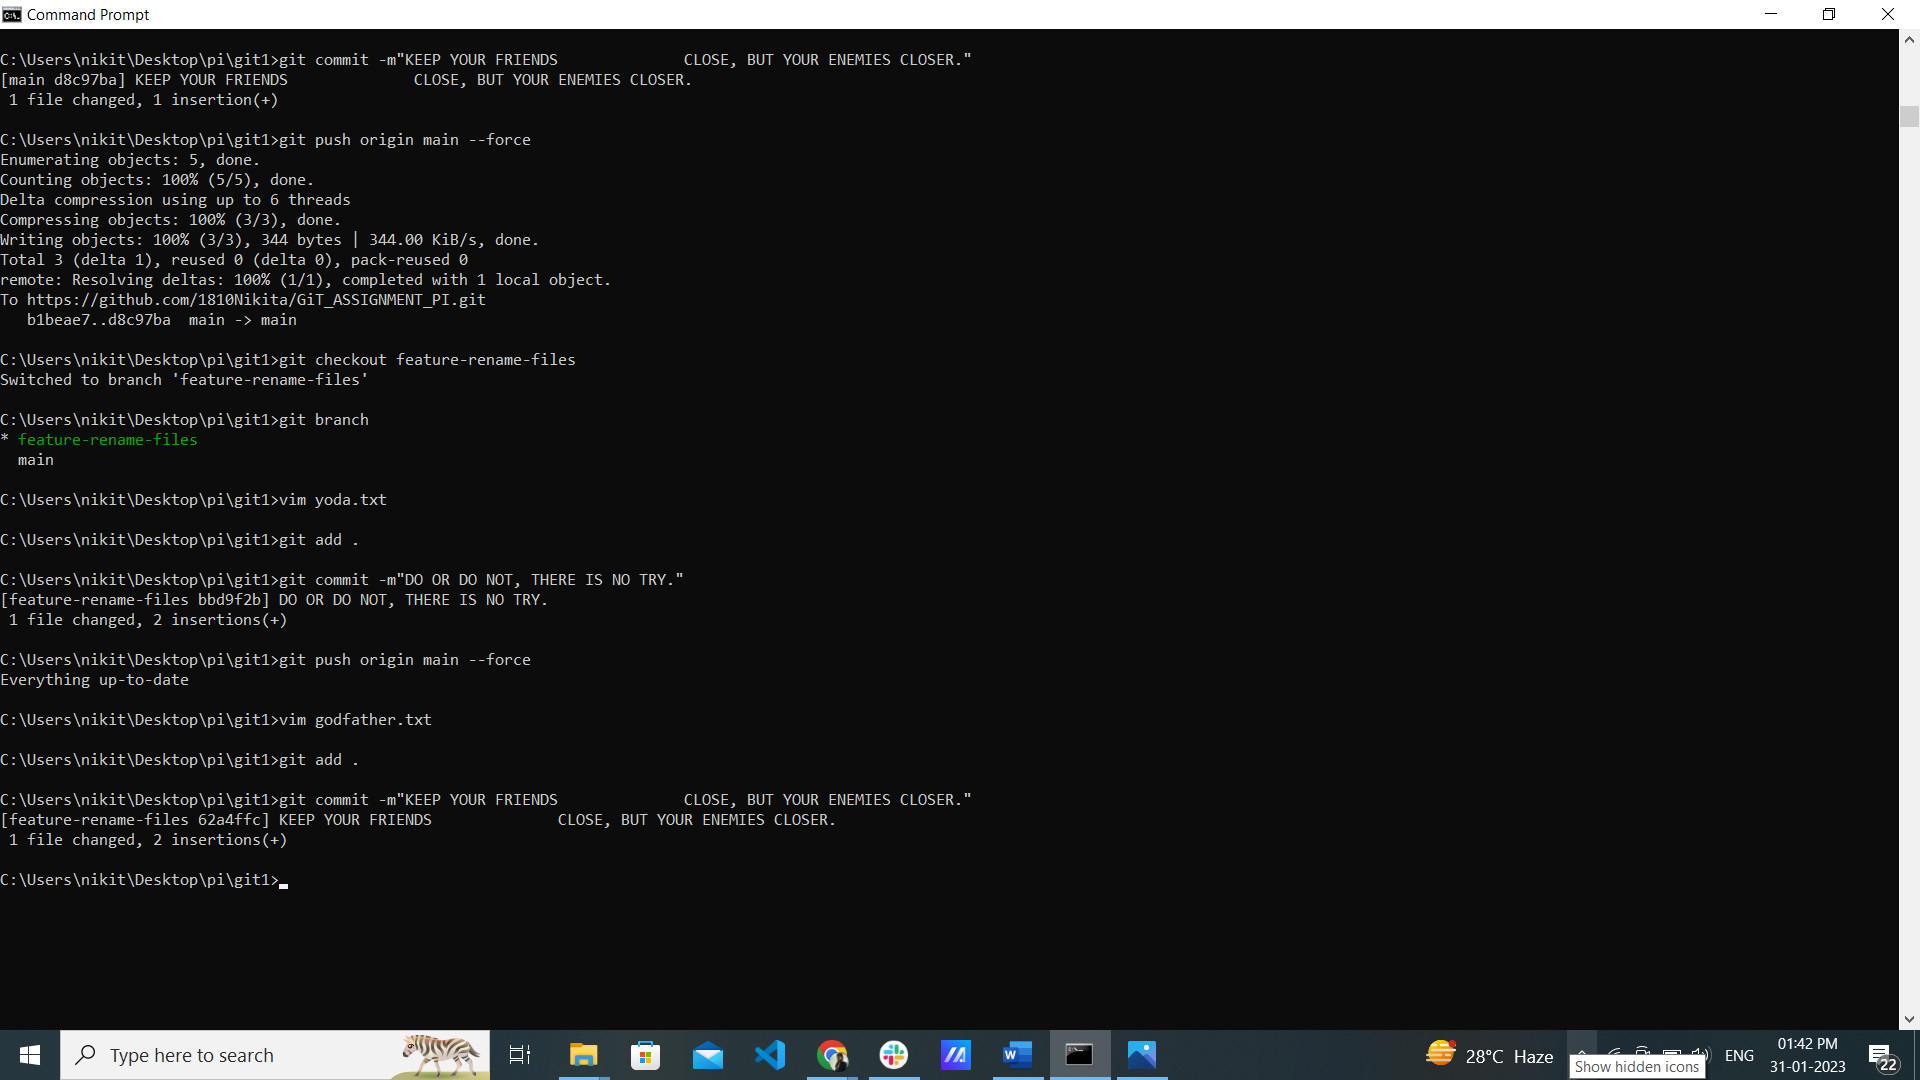 Command Prompt
C:\Users\nikit\Desktop\pi\git1>git commit -m"KEEP YOUR FRIENDS              CLOSE, BUT YOUR ENEMIES CLOSER."
[main d8c97ba] KEEP YOUR FRIENDS              CLOSE, BUT YOUR ENEMIES CLOSER.
 1 file changed, 1 insertion(+)
C:\Users\nikit\Desktop\pi\git1>git push origin main --force
Enumerating objects: 5, done.
Counting objects: 100% (5/5), done.
Delta compression using up to 6 threads
Compressing objects: 100% (3/3), done.
Writing objects: 100% (3/3), 344 bytes | 344.00 KiB/s, done.
Total 3 (delta 1), reused 0 (delta 0), pack-reused 0
remote: Resolving deltas: 100% (1/1), completed with 1 local object.
To https://github.com/1810Nikita/GiT_ASSIGNMENT_PI.git
   b1beae7..d8c97ba  main -> main
C:\Users\nikit\Desktop\pi\git1>git checkout feature-rename-files
Switched to branch 'feature-rename-files'
C:\Users\nikit\Desktop\pi\git1>git branch
* feature-rename-files
  main
C:\Users\nikit\Desktop\pi\git1>vim yoda.txt
C:\Users\nikit\Desktop\pi\git1>git add .
C:\Users\nikit\Desktop\pi\git1>git commit -m"DO OR DO NOT, THERE IS NO TRY."
[feature-rename-files bbd9f2b] DO OR DO NOT, THERE IS NO TRY.
 1 file changed, 2 insertions(+)
C:\Users\nikit\Desktop\pi\git1>git push origin main --force
Everything up-to-date
C:\Users\nikit\Desktop\pi\git1>vim godfather.txt
C:\Users\nikit\Desktop\pi\git1>git add .
C:\Users\nikit\Desktop\pi\git1>git commit -m"KEEP YOUR FRIENDS              CLOSE, BUT YOUR ENEMIES CLOSER."
[feature-rename-files 62a4ffc] KEEP YOUR FRIENDS              CLOSE, BUT YOUR ENEMIES CLOSER.
 1 file changed, 2 insertions(+)
C:\Users\nikit\Desktop\pi\git1>
Type here to search
28°C Haze
Show hidden icons
ENG
01:42 PM
31-01-2023
22